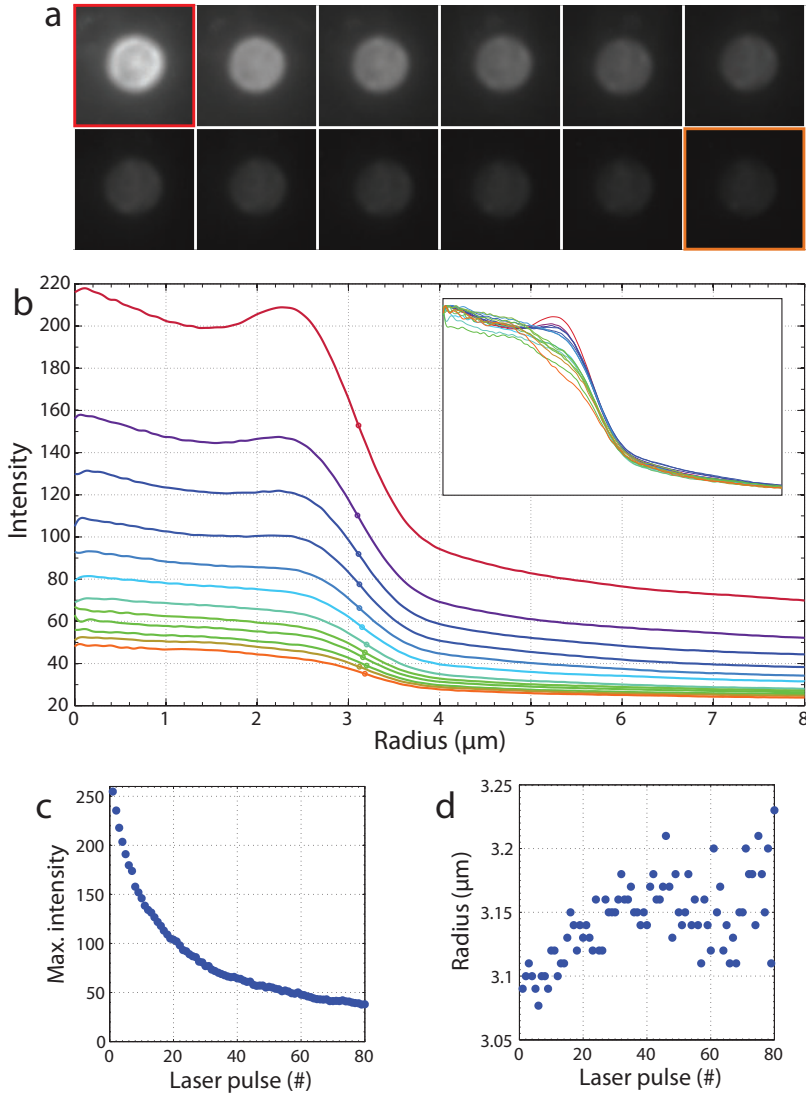 a
b
220
200
180
160
140
120
100
80
60
40
20
Intensity
0 1 2 3 4 5 6 7 8
Radius (μm)
c
250
200
150
100
50
0
Max. intensity
0 20 40 60 80
Laser pulse (#)
d
3.25
3.2
3.15
3.1
3.05
Radius (μm)
0 20 40 60 80
Laser pulse (#)